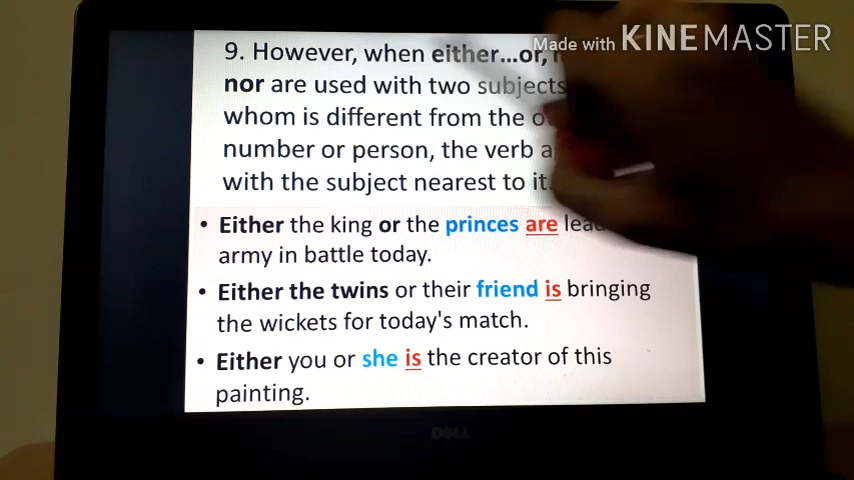 Made with KINEMASTER
9. However, when either...or,
nor are used with two subjects
whom is different from the
number or person, the verb
with the subject nearest to it.
• Either the king or the princes are
army in battle today.
• Either the twins or their friend is bringing
the wickets for today's match.
• Either you or she is the creator of this
painting.
DELL